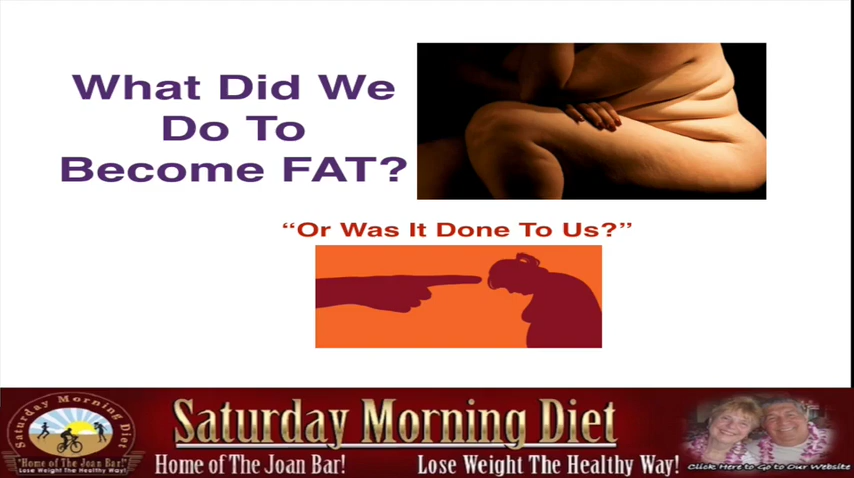 What Did We
Do To
Become FAT?
“Or Was It Done To Us?”
Saturday Morning Diet
"Home of The Joan Bar!"
Lose Weight The Healthy Way!
Saturday Morning Diet
Home of The Joan Bar!
Lose Weight The Healthy Way!
Click Here to Go to Our Website